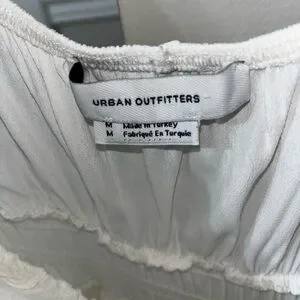 URBAN OUTFITTERS
M Made In Turkey
M Fabriqué En Turquie